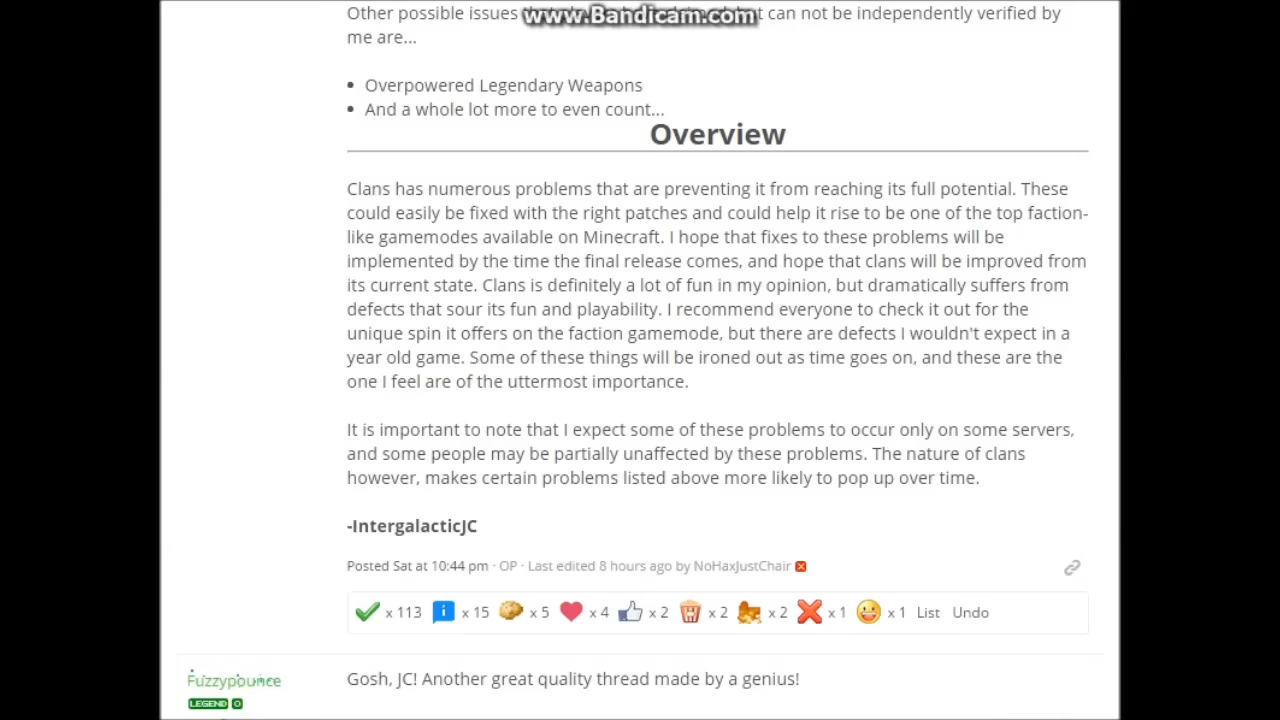 www.Bandicam.com
Other possible issues can not be independently verified by
me are...
Overpowered Legendary Weapons
And a whole lot more to even count...
Overview
Clans has numerous problems that are preventing it from reaching its full potential. These
could easily be fixed with the right patches and could help it rise to be one of the top faction-
like gamemodes available on Minecraft. I hope that fixes to these problems will be
implemented by the time the final release comes, and hope that clans will be improved from
its current state. Clans is definitely a lot of fun in my opinion, but dramatically suffers from
defects that sour its fun and playability. I recommend everyone to check it out for the
unique spin it offers on the faction gamemode, but there are defects I wouldn't expect in a
year old game. Some of these things will be ironed out as time goes on, and these are the
one I feel are of the uttermost importance.
It is important to note that I expect some of these problems to occur only on some servers,
and some people may be partially unaffected by these problems. The nature of clans
however, makes certain problems listed above more likely to pop up over time.
-IntergalacticJC
Posted Sat at 10:44 pm · OP · Last edited 8 hours ago by NoHaxJustChair
x 113 x 15 x 5 x 4 x 2 x 2 x 2 x 1 x 1 List Undo
Fuzzypounce
Gosh, JC! Another great quality thread made by a genius!
LEGEND 0